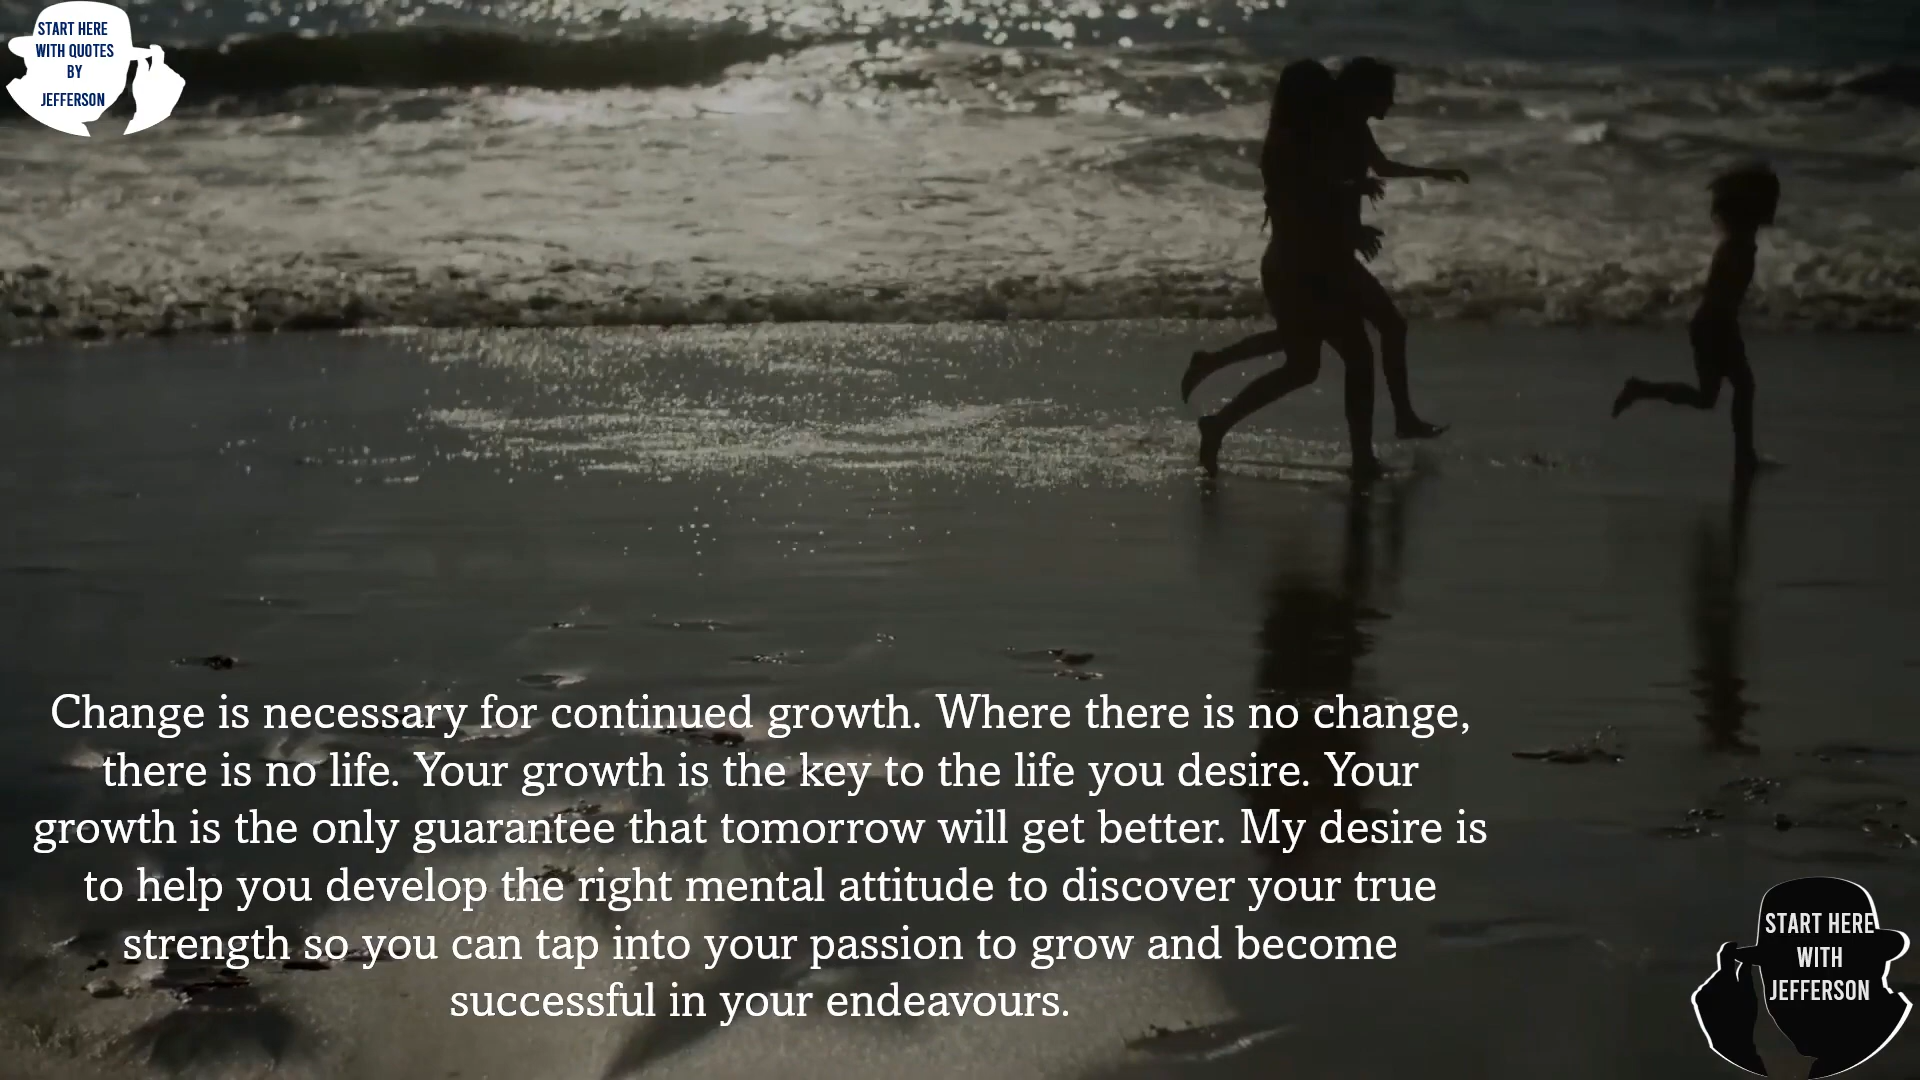 START HERE
WITH QUOTES
BY
JEFFERSON
Change is necessary for continued growth. Where there is no change,
there is no life. Your growth is the key to the life you desire. Your
growth is the only guarantee that tomorrow will get better. My desire is
to help you develop the right mental attitude to discover your true
strength so you can tap into your passion to grow and become
successful in your endeavours.
START HERE
WITH
JEFFERSON